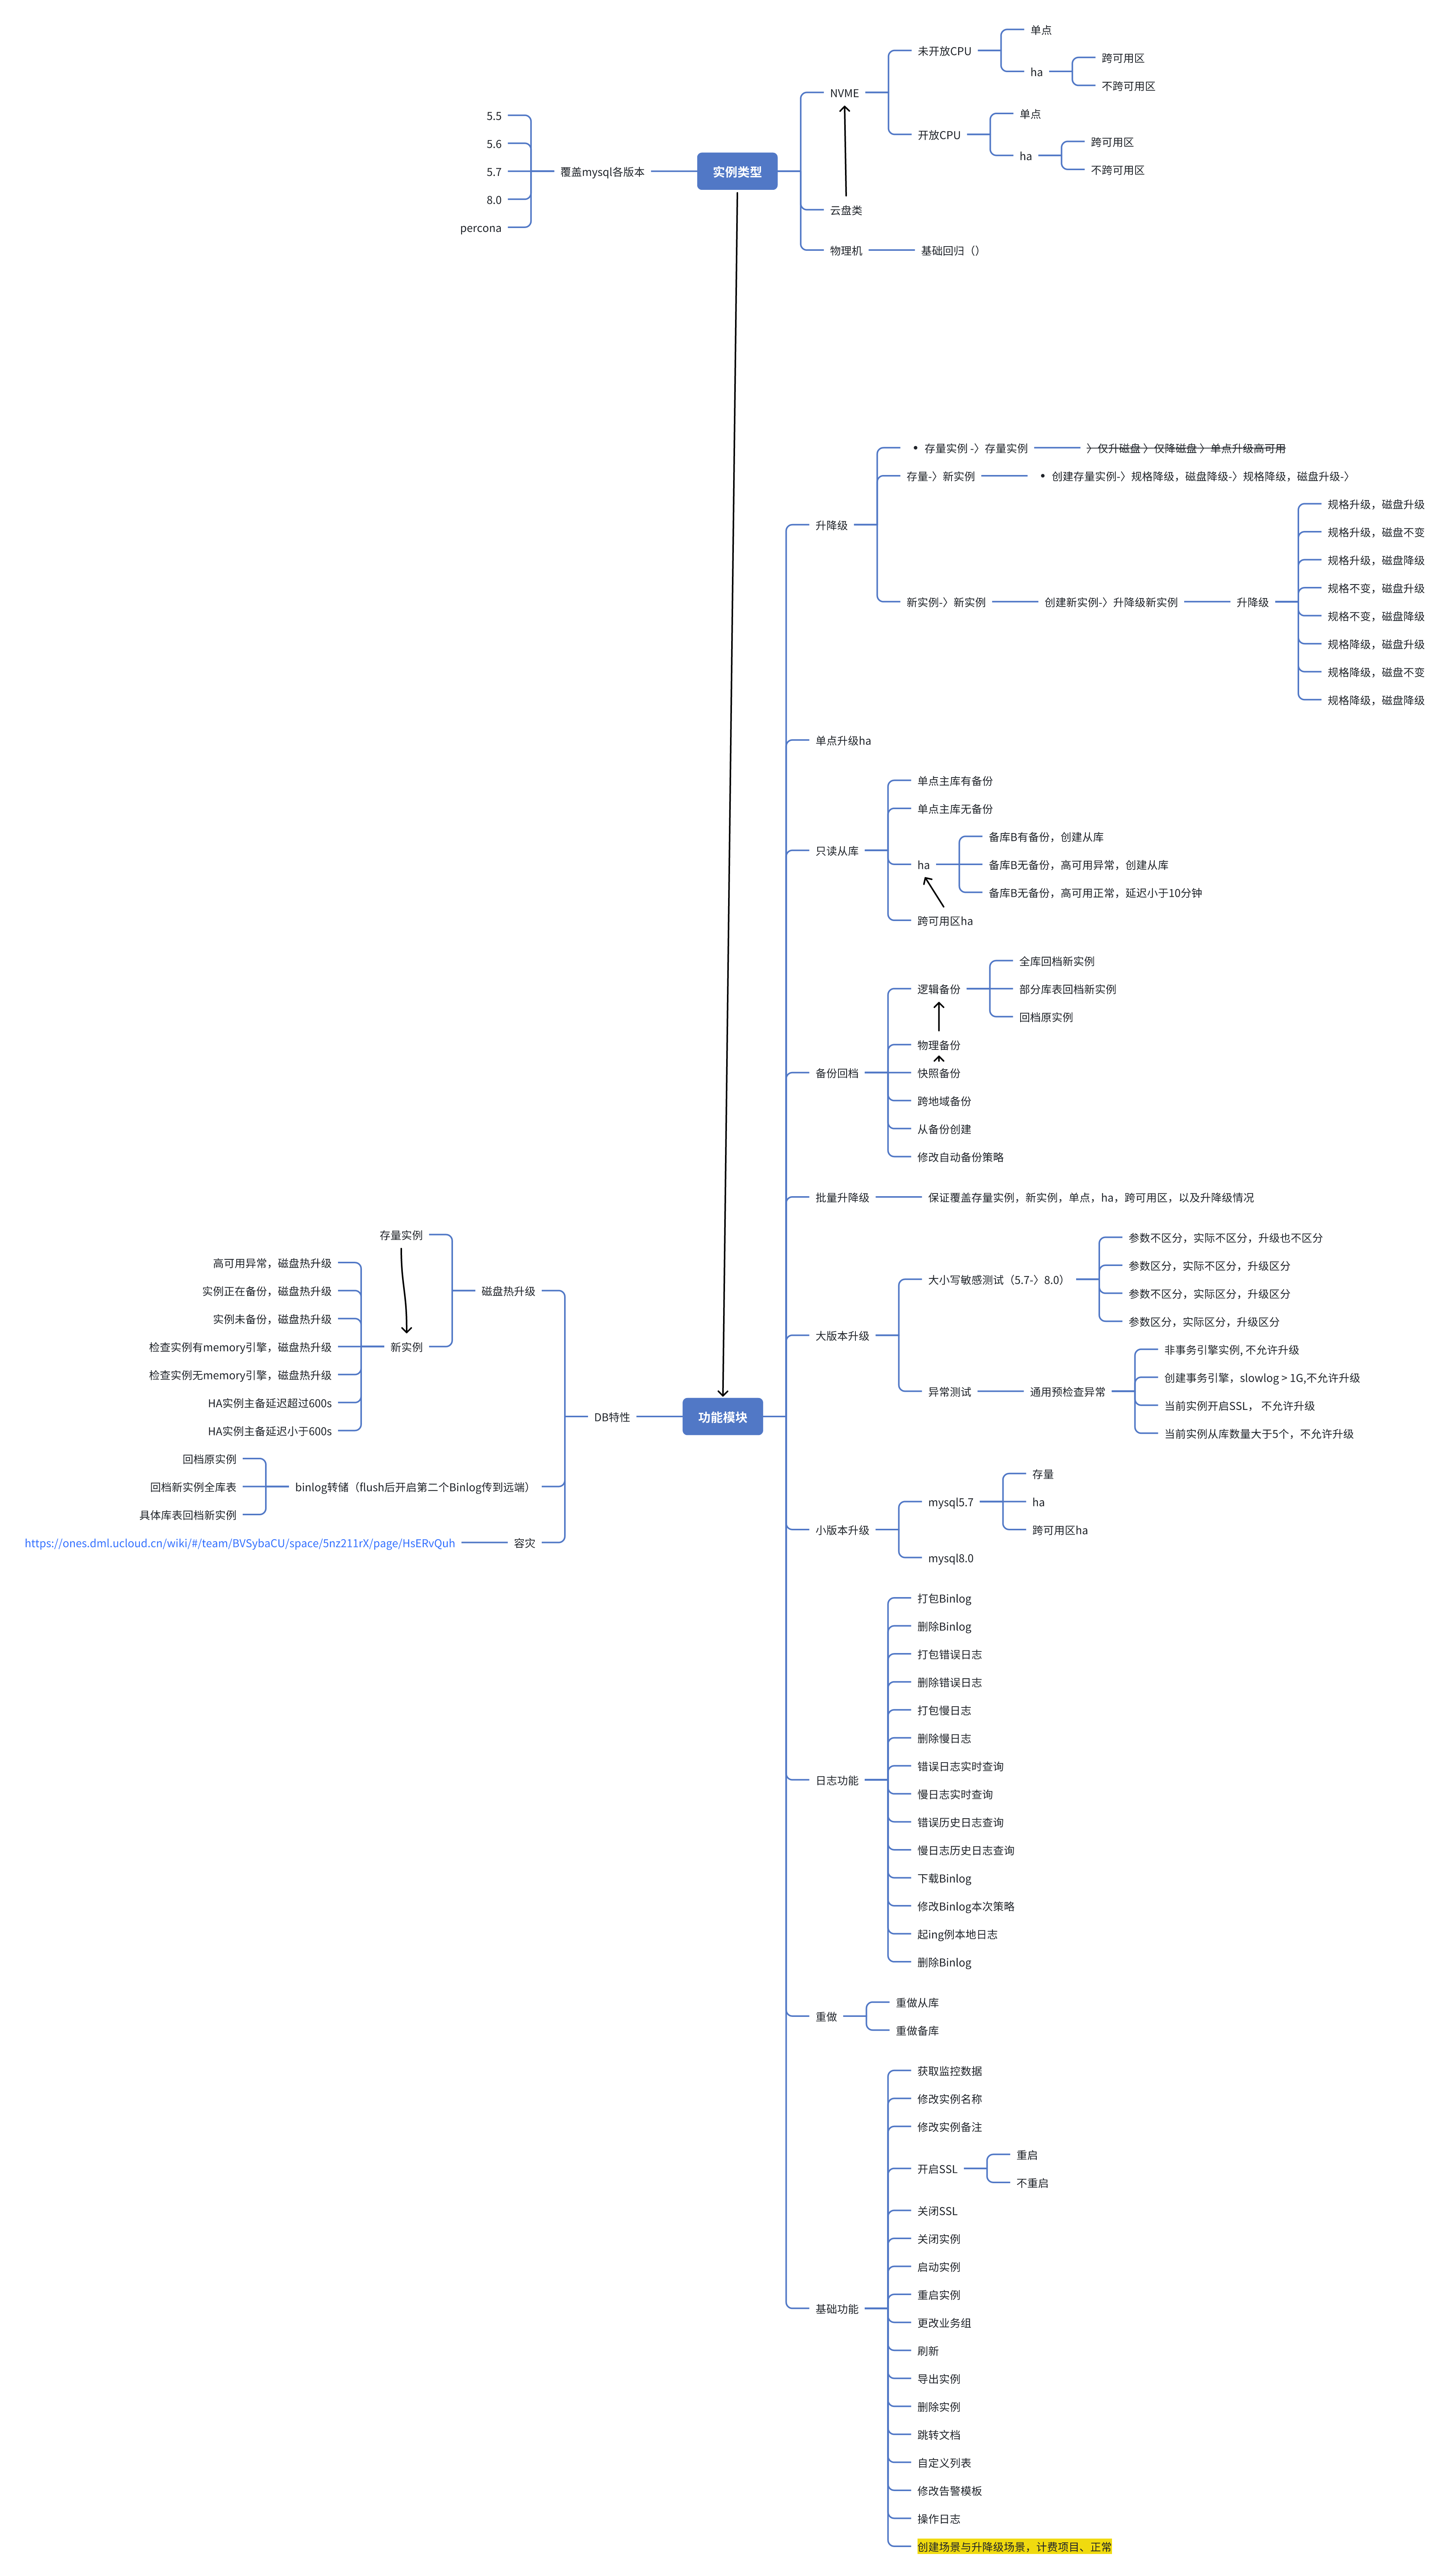 实例类型
覆盖mysql各版本
5.5
5.6
5.7
8.0
percona
NVME
未开放CPU
单点
ha
跨可用区
不跨可用区
开放CPU
单点
ha
跨可用区
不跨可用区
云盘类
物理机
基础回归（）
功能模块
升降级
• 存量实例 -〉存量实例
〉仅升磁盘 〉仅降磁盘 〉单点升级高可用
存量-〉新实例
• 创建存量实例-〉规格降级，磁盘降级-〉规格降级，磁盘升级-〉
新实例-〉新实例
创建新实例-〉升降级新实例
升降级
规格升级，磁盘升级
规格升级，磁盘不变
规格升级，磁盘降级
规格不变，磁盘升级
规格不变，磁盘降级
规格降级，磁盘升级
规格降级，磁盘不变
规格降级，磁盘降级
单点升级ha
只读从库
单点主库有备份
单点主库无备份
ha
备库B有备份，创建从库
备库B无备份，高可用异常，创建从库
备库B无备份，高可用正常，延迟小于10分钟
跨可用区ha
备份回档
逻辑备份
全库回档新实例
部分库表回档新实例
回档原实例
物理备份
快照备份
跨地域备份
从备份创建
修改自动备份策略
批量升降级
保证覆盖存量实例，新实例，单点，ha，跨可用区，以及升降级情况
大版本升级
大小写敏感测试（5.7-〉8.0）
参数不区分，实际不区分，升级也不区分
参数区分，实际不区分，升级区分
参数不区分，实际区分，升级区分
参数区分，实际区分，升级区分
异常测试
通用预检查异常
非事务引擎实例, 不允许升级
创建事务引擎，slowlog > 1G,不允许升级
当前实例开启SSL， 不允许升级
当前实例从库数量大于5个，不允许升级
小版本升级
mysql5.7
存量
ha
跨可用区ha
mysql8.0
日志功能
打包Binlog
删除Binlog
打包错误日志
删除错误日志
打包慢日志
删除慢日志
错误日志实时查询
慢日志实时查询
错误历史日志查询
慢日志历史日志查询
下载Binlog
修改Binlog本次策略
起ing例本地日志
删除Binlog
重做
重做从库
重做备库
基础功能
获取监控数据
修改实例名称
修改实例备注
开启SSL
重启
不重启
关闭SSL
关闭实例
启动实例
重启实例
更改业务组
刷新
导出实例
删除实例
跳转文档
自定义列表
修改告警模板
操作日志
创建场景与升降级场景，计费项目、正常
DB特性
磁盘热升级
存量实例
新实例
高可用异常，磁盘热升级
实例正在备份，磁盘热升级
实例未备份，磁盘热升级
检查实例有memory引擎，磁盘热升级
检查实例无memory引擎，磁盘热升级
HA实例主备延迟超过600s
HA实例主备延迟小于600s
binlog转储（flush后开启第二个Binlog传到远端）
回档原实例
回档新实例全库表
具体库表回档新实例
容灾
https://ones.dml.ucloud.cn/wiki/#/team/BVSybaCU/space/5nz211rX/page/HsERvQuh